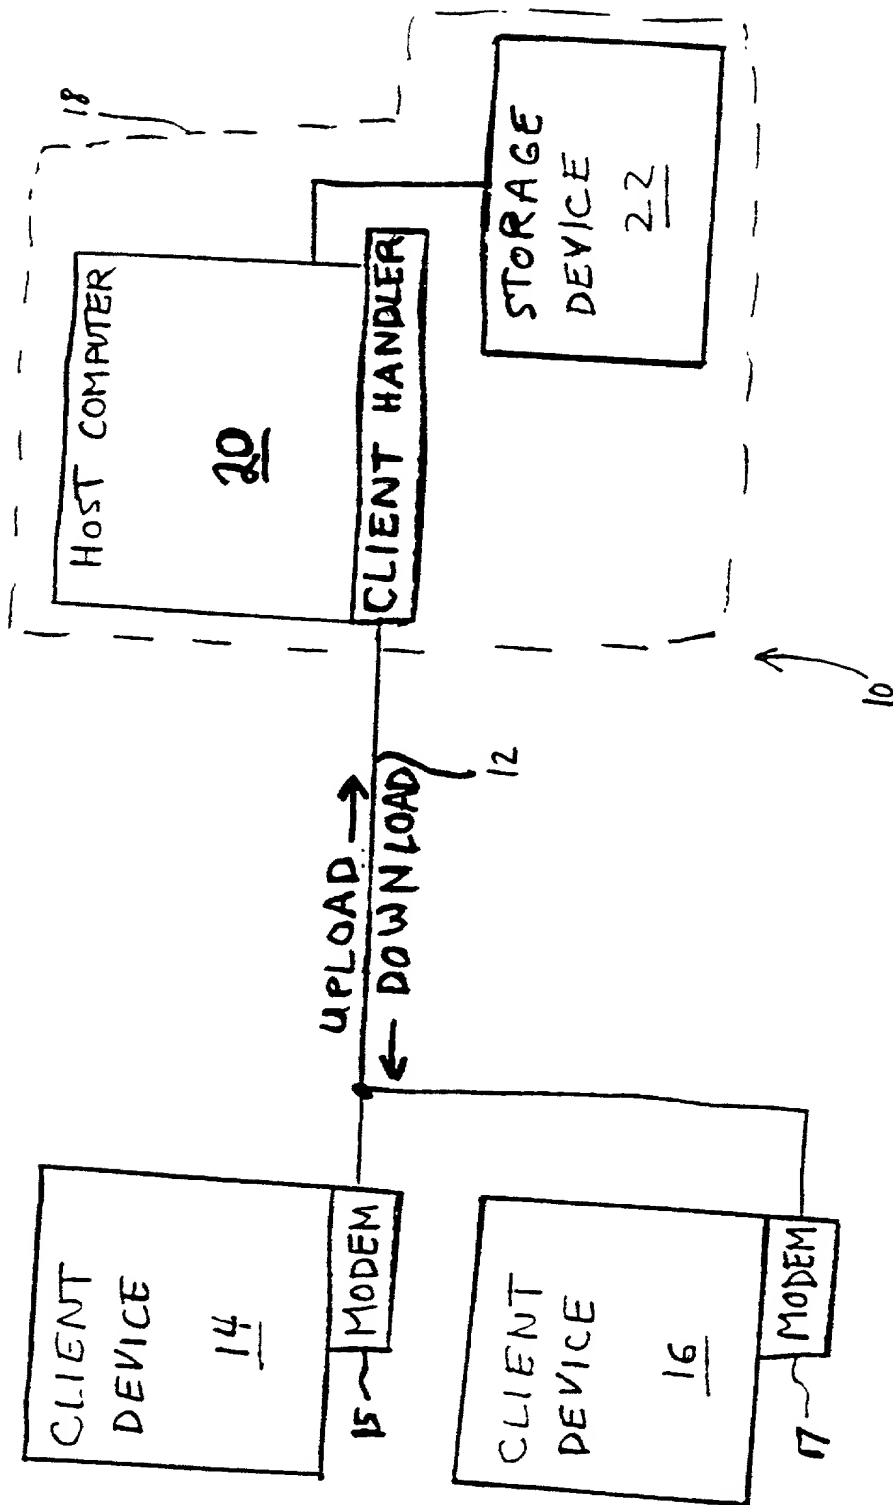 CLIENT
DEVICE
14
15
MODEM
CLIENT
DEVICE
16
17
MODEM
UPLOAD →
← DOWNLOAD
12
HOST COMPUTER
20
CLIENT HANDLER
18
STORAGE
DEVICE
22
10